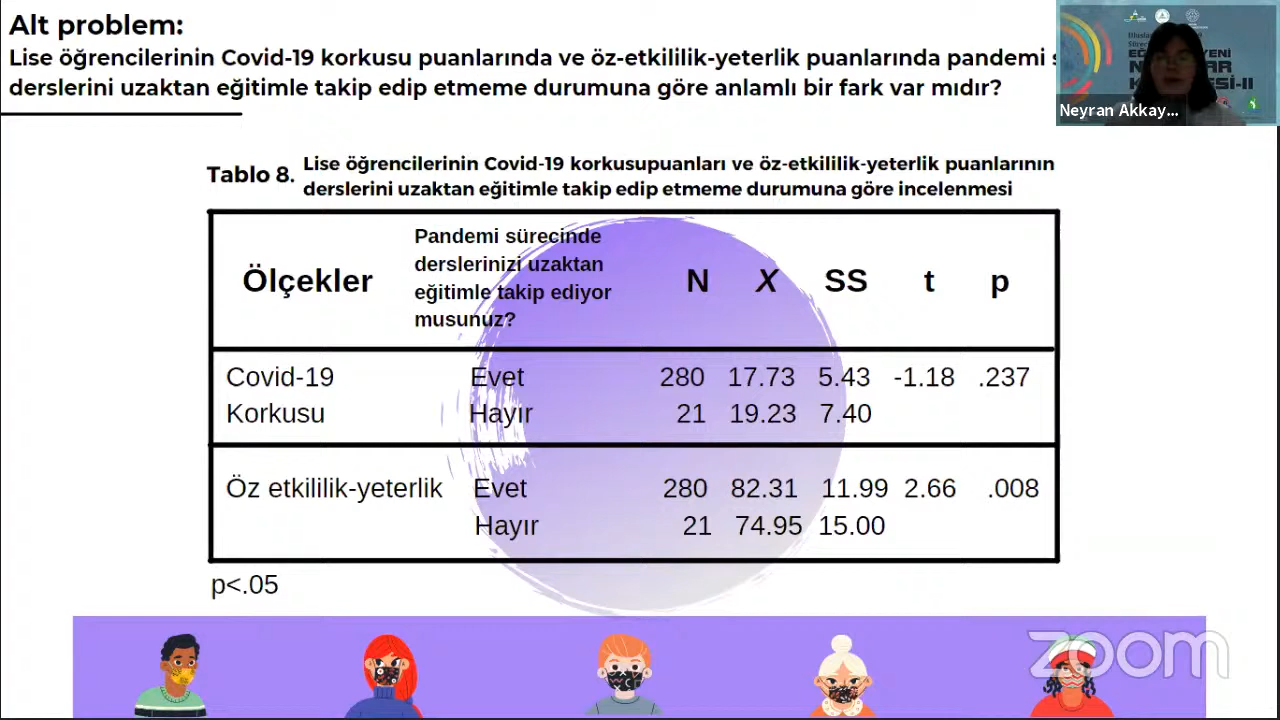 Alt problem:
Lise öğrencilerinin Covid-19 korkusu puanlarında ve öz-etkililik-yeterlik puanlarında pandemi
derslerini uzaktan eğitimle takip edip etmeme durumuna göre anlamlı bir fark var mıdır?
Neyran Akkay...
Tablo 8.
Lise öğrencilerinin Covid-19 korkusupuanları ve öz-etkililik-yeterlik puanlarının
derslerini uzaktan eğitimle takip edip etmeme durumuna göre incelenmesi
Pandemi sürecinde
derslerinizi uzaktan
eğitimle takip ediyor
musunuz?
Ölçekler N X SS t p
Covid-19 Evet 280 17.73 5.43 -1.18 .237
Korkusu Hayır 21 19.23 7.40
Öz etkililik-yeterlik Evet 280 82.31 11.99 2.66 .008
Hayır 21 74.95 15.00
p<.05
zoom